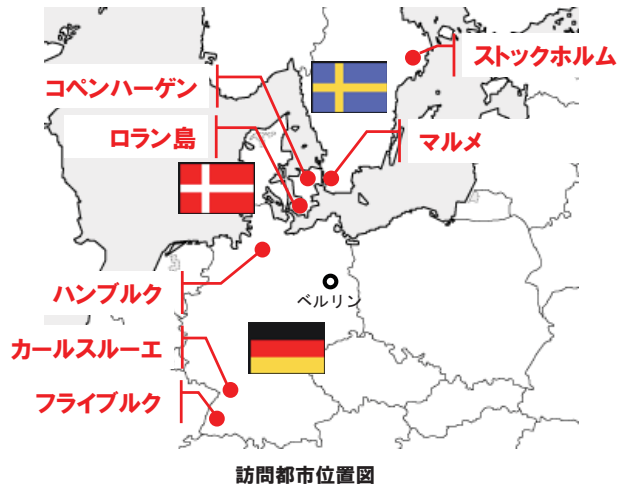 ストックホルム
コペンハーゲン
ロラン島
マルメ
ハンブルク
ベルリン
カールスルーエ
フライブルク
訪問都市位置図